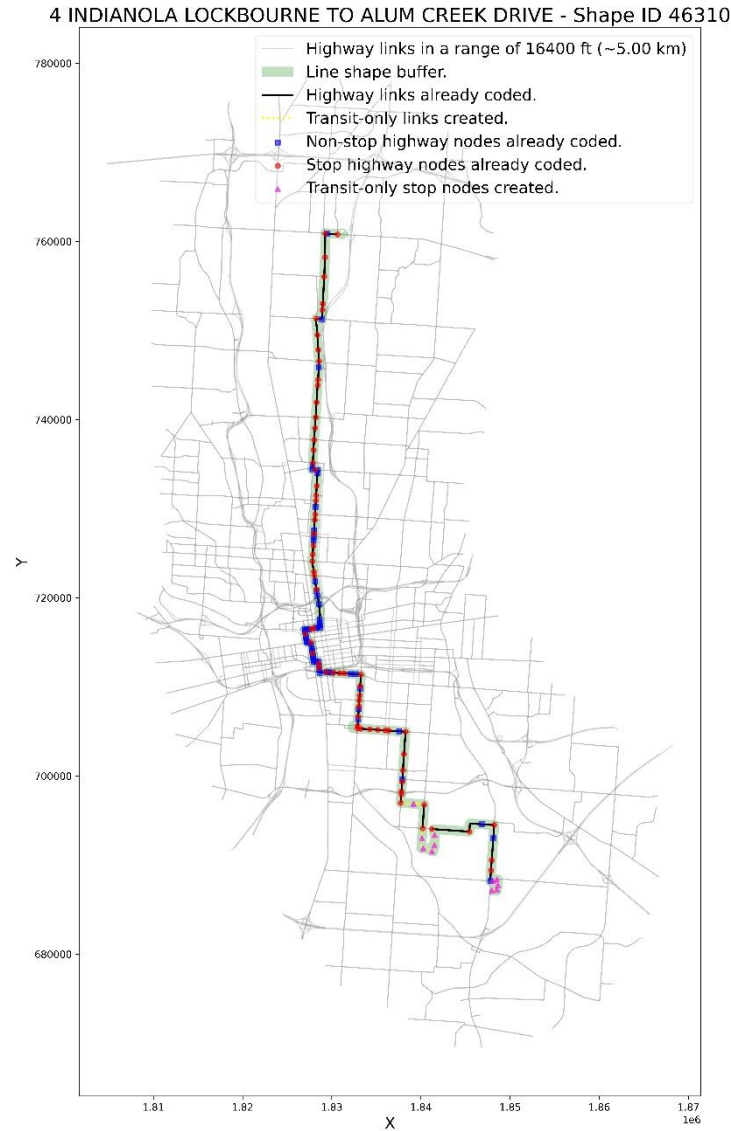 4 INDIANOLA LOCKBOURNE TO ALUM CREEK DRIVE - Shape ID 46310
Highway links in a range of 16400 ft (~5.00 km)
Line shape buffer.
Highway links already coded.
Transit-only links created.
Non-stop highway nodes already coded.
Stop highway nodes already coded.
Transit-only stop nodes created.
780000
760000
740000
720000
700000
680000
Y
1.81 1.82 1.83 1.84 1.85 1.86 1.87
1e6
X